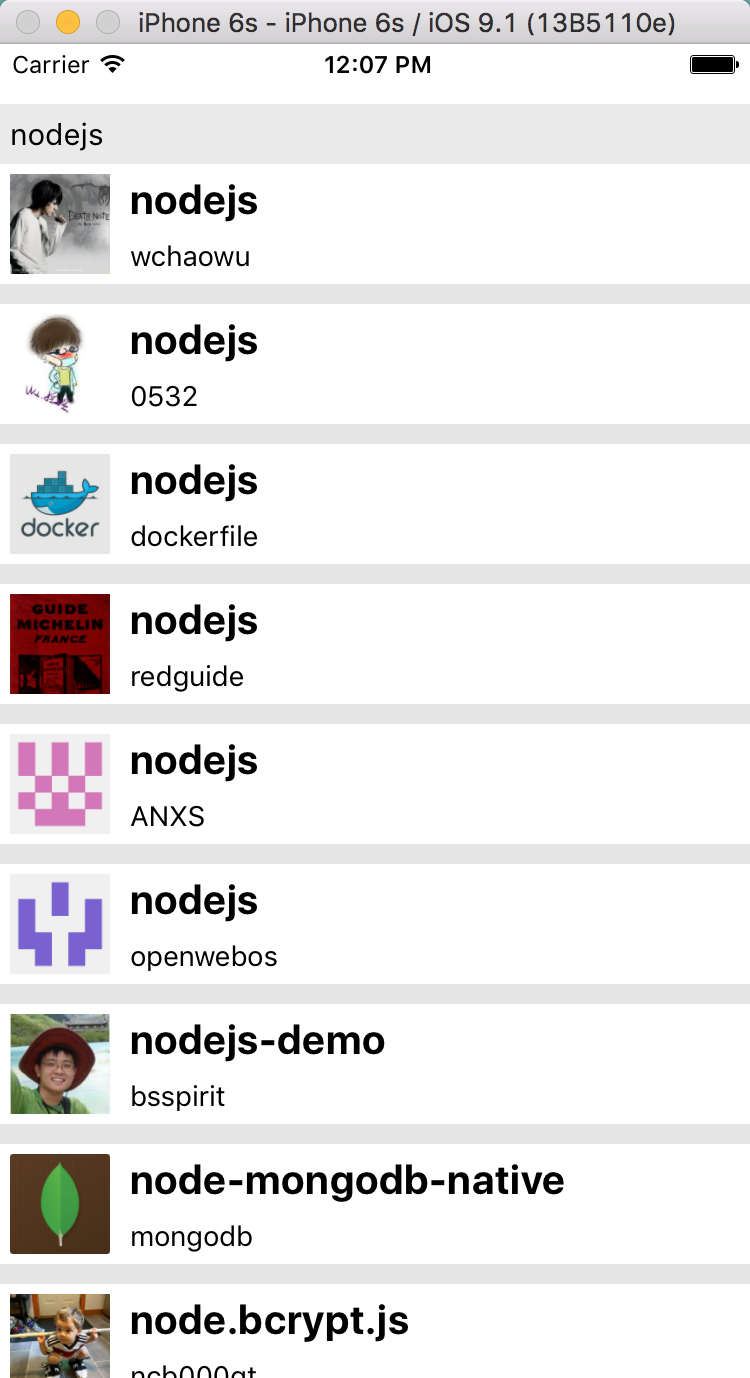 iPhone 6s - iPhone 6s / iOS 9.1 (13B5110e)
Carrier 12:07 PM
nodejs
DEATH NOTE
nodejs
wchaowu
nodejs
0532
docker
nodejs
dockerfile
GUIDE
MICHELIN
FRANCE
nodejs
redguide
nodejs
ANXS
nodejs
openwebos
nodejs-demo
bsspirit
node-mongodb-native
mongodb
node.bcrypt.js